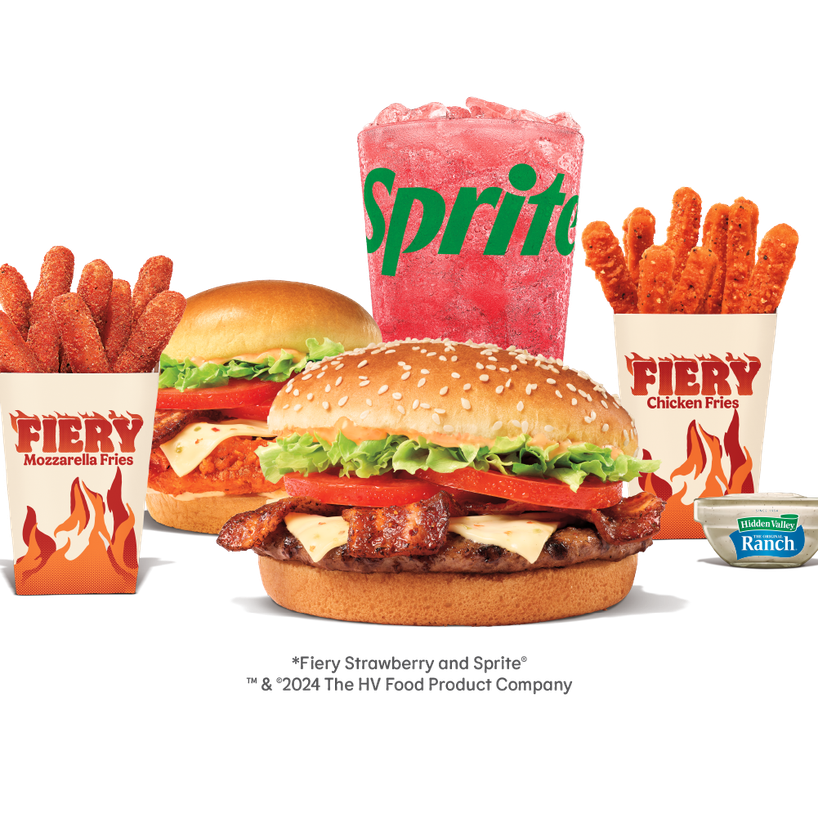 Sprite
FIERY
Chicken Fries
FIERY
Mozzarella Fries
Hidden Valley
THE ORIGINAL
Ranch
*Fiery Strawberry and Sprite®
™ & ©2024 The HV Food Product Company